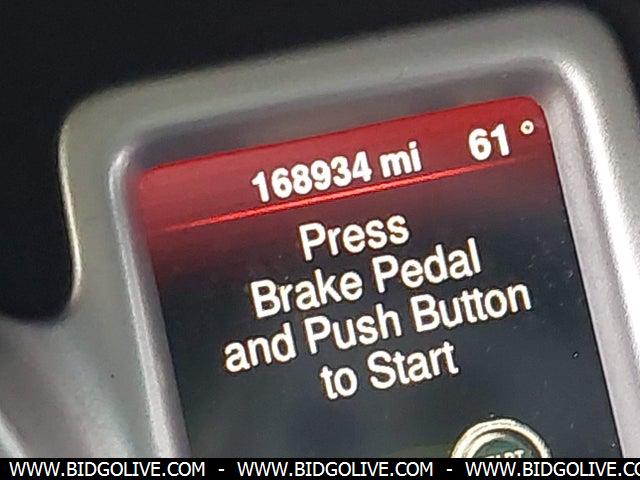 168934 mi 61°
Press
Brake Pedal
and Push Button
to Start
WWW.BIDGOLIVE.COM - WWW.BIDGOLIVE.COM - WWW.BIDGOLIVE.COM